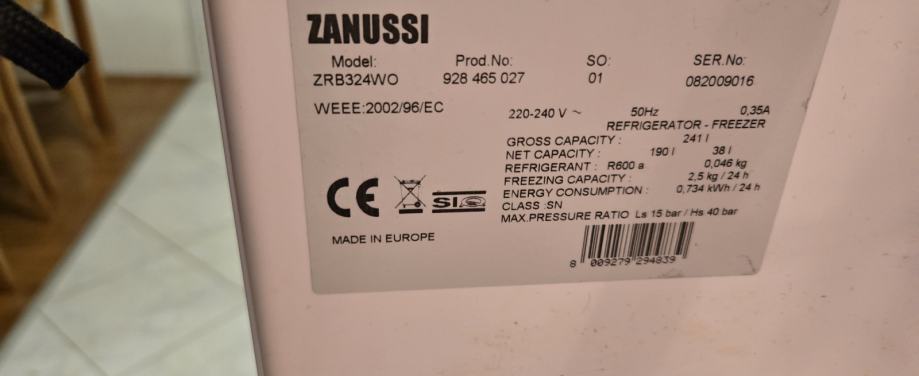 ZANUSSI
Model: Prod.No: SO: SER.No:
ZRB324WO 928 465 027 01 082009016
WEEE:2002/96/EC
220-240 V ~ 50Hz 0,35A
REFRIGERATOR - FREEZER
GROSS CAPACITY : 241 l
NET CAPACITY : 190 l 38 l
REFRIGERANT : R600 a 0,046 kg
FREEZING CAPACITY : 2,5 kg / 24 h
ENERGY CONSUMPTION : 0,734 kWh / 24 h
CLASS :SN
MAX.PRESSURE RATIO Ls 15 bar / Hs 40 bar
CE SIQ
MADE IN EUROPE
8 009279 294839